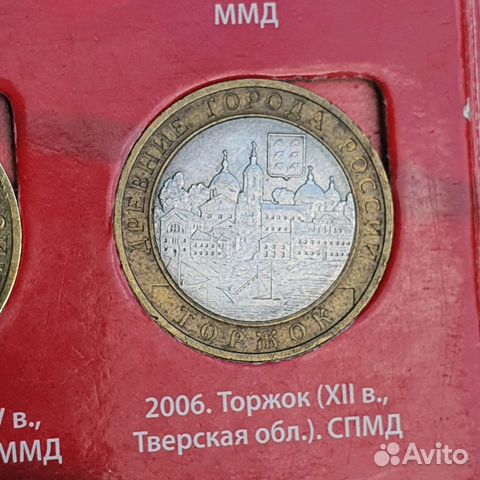 ММД
ДРЕВНИЕ ГОРОДА РОССИИ
ТОРЖОК
2006. Торжок (XII в.,
Тверская обл.). СПМД
в.,
ММД
Avito